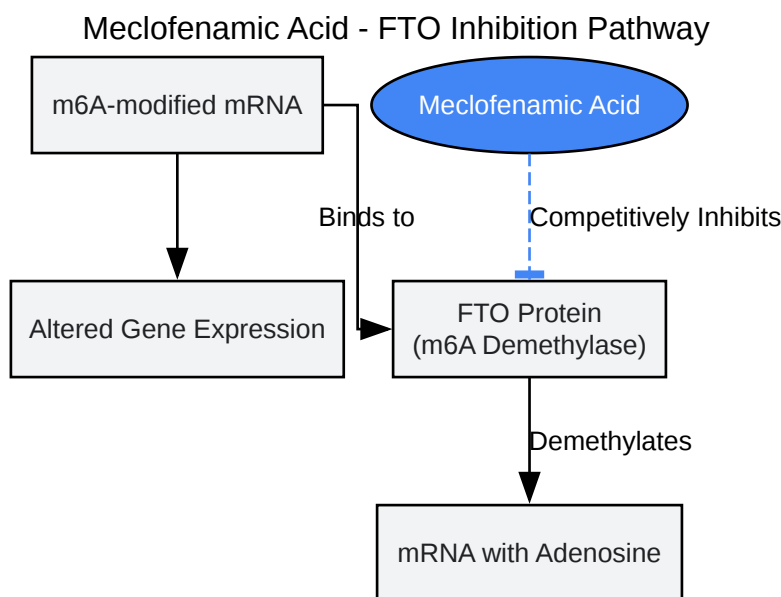 Meclofenamic Acid - FTO Inhibition Pathway
m6A-modified mRNA
Meclofenamic Acid
Binds to
Competitively Inhibits
Altered Gene Expression
FTO Protein
(m6A Demethylase)
Demethylates
mRNA with Adenosine